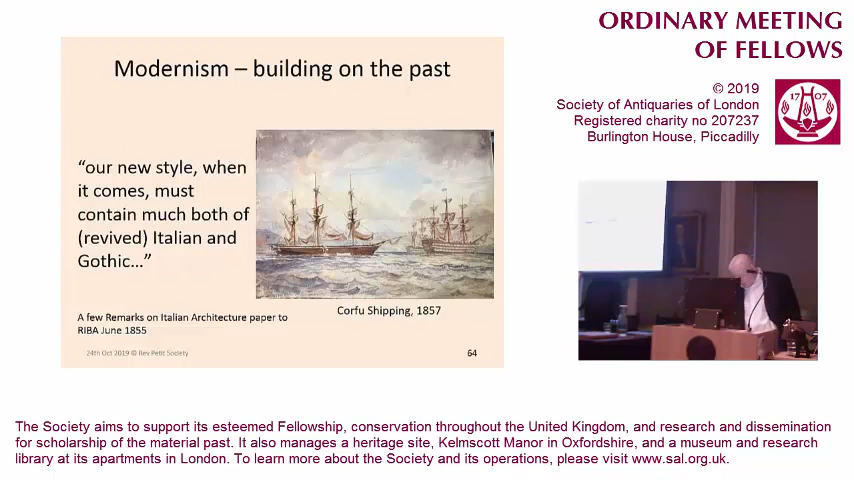 ORDINARY MEETING
OF FELLOWS
© 2019
Society of Antiquaries of London
Registered charity no 207237
Burlington House, Piccadilly
17 07
Modernism – building on the past
“our new style, when
it comes, must
contain much both of
(revived) Italian and
Gothic…”
Corfu Shipping, 1857
A few Remarks on Italian Architecture paper to
RIBA June 1855
24th Oct 2019 © Rev Petit Society
64
The Society aims to support its esteemed Fellowship, conservation throughout the United Kingdom, and research and dissemination
for scholarship of the material past. It also manages a heritage site, Kelmscott Manor in Oxfordshire, and a museum and research
library at its apartments in London. To learn more about the Society and its operations, please visit www.sal.org.uk.